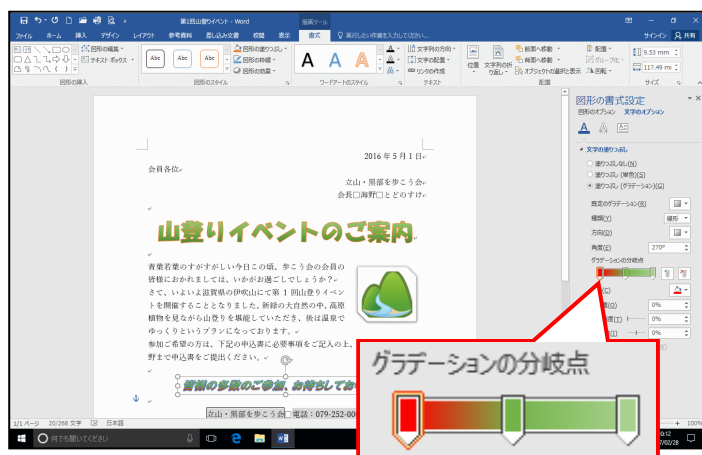 第1回山登りイベント - Word
描画ツール
ファイル ホーム 挿入 デザイン レイアウト 参考資料 差し込み文書 校閲 表示 書式 実行したい作業を入力してください... サインイン 共有
図形の編集
テキスト ボックス
図形の挿入
Abc Abc Abc
図形の塗りつぶし
図形の枠線
図形の効果
図形のスタイル
A A A
ワードアートのスタイル
文字列の方向
文字の配置
リンクの作成
テキスト
位置
文字列の折り返し
前面へ移動
背面へ移動
オブジェクトの選択と表示
配置
グループ化
回転
配置
9.53 mm
117.49 mm
サイズ
図形の書式設定
図形のオプション 文字のオプション
文字の塗りつぶし
塗りつぶしなし(N)
塗りつぶし (単色)(S)
塗りつぶし (グラデーション)(G)
既定のグラデーション(R)
種類(Y) 線形
方向(D)
角度(E) 270°
グラデーションの分岐点
0%
0%
0%
2016 年 5 月 1 日
会員各位
立山・黒部を歩こう会
会長□海野□とどのすけ
山登りイベントのご案内
青葉若葉のすがすがしい今日この頃、歩こう会の会員の
皆様におかれましては、いかがお過ごしでしょうか？
さて、いよいよ滋賀県の伊吹山にて第 1 回山登りイベン
トを開催することとなりました。新緑の大自然の中、高原
植物を見ながら山登りを堪能していただき、後は温泉で
ゆっくりというプランになっております。
参加ご希望の方は、下記の申込書に必要事項をご記入の上、
野まで申込書をご提出ください。
皆様の多数のご参加、お待ちしてお
立山・黒部を歩こう会□電話：079-252-00
グラデーションの分岐点
1/1 ページ 20/268 文字 日本語
100%
何でも聞いてください